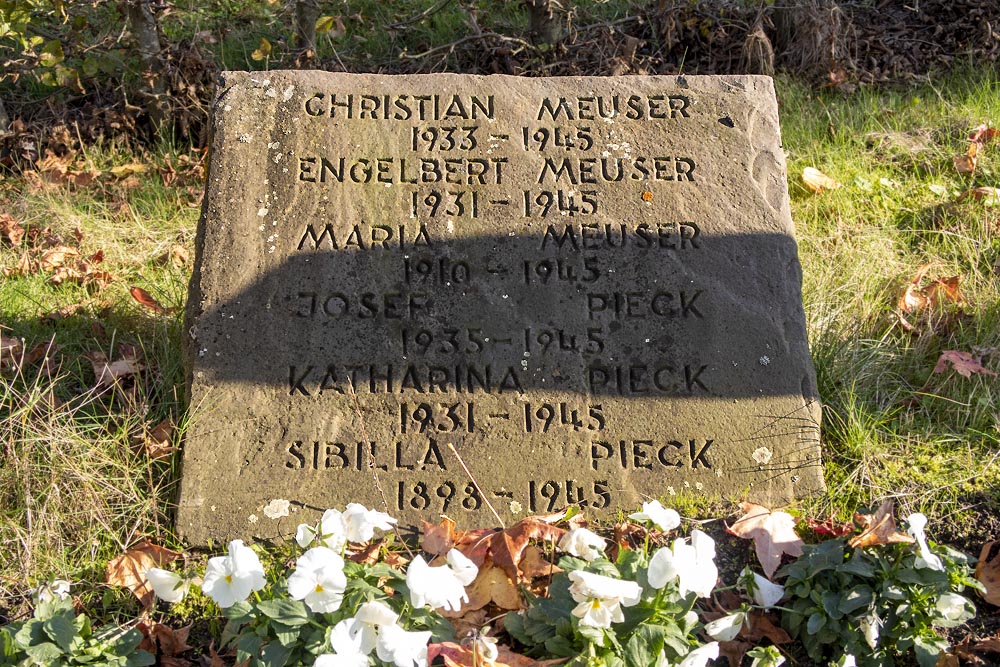 CHRISTIAN MEUSER
1933 - 1945
ENGELBERT MEUSER
1931 - 1945
MARIA MEUSER
1910 - 1945
JOSEF PIECK
1935 - 1945
KATHARINA PIECK
1931 - 1945
SIBILLA PIECK
1898 - 1945